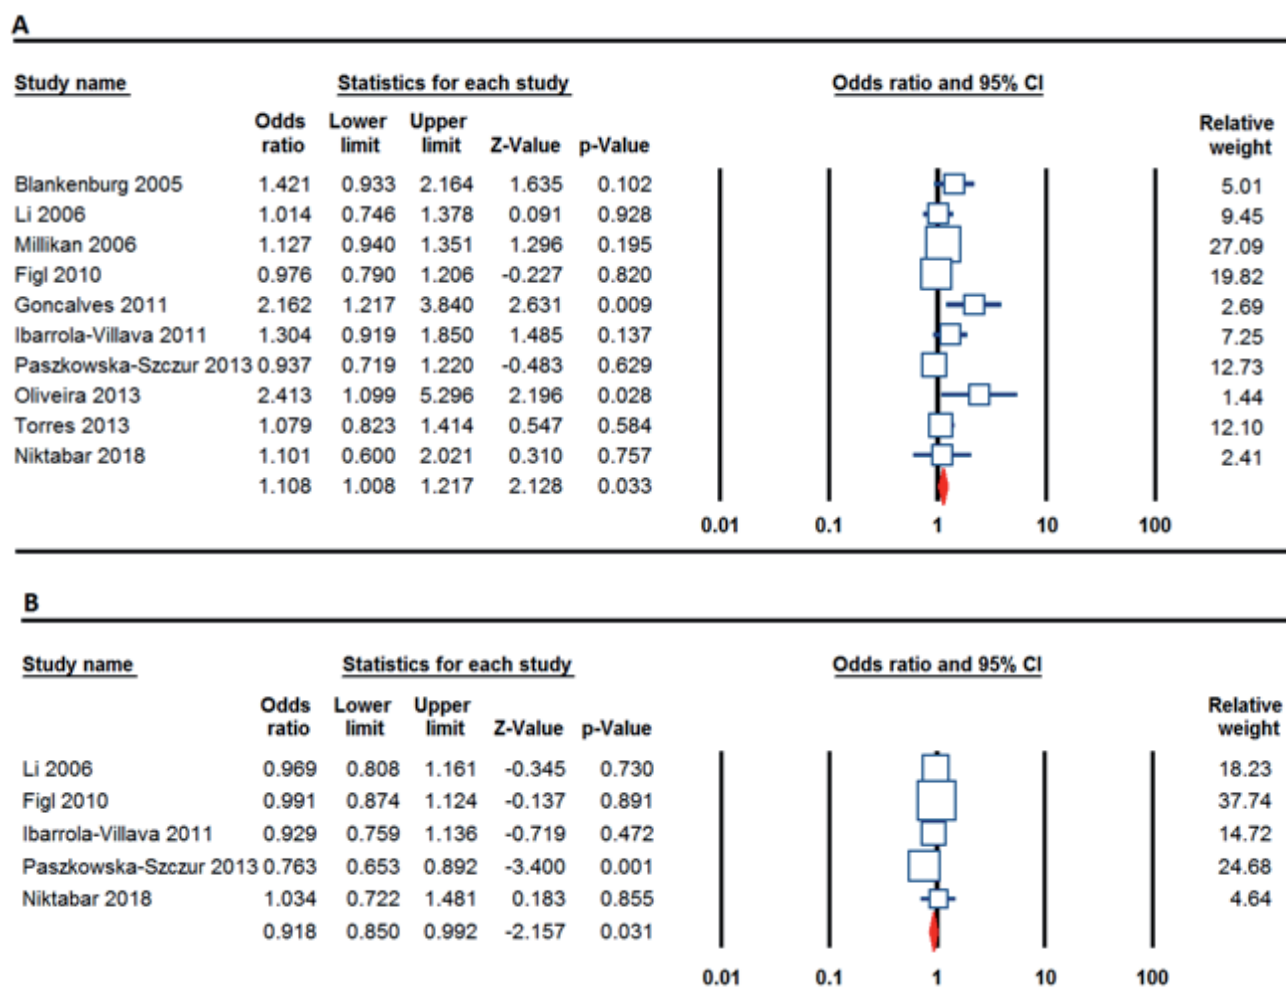 A
Study name Statistics for each study Odds ratio and 95% CI
Odds Lower Upper Relative
ratio limit limit Z-Value p-Value weight
Blankenburg 2005 1.421 0.933 2.164 1.635 0.102 5.01
Li 2006 1.014 0.746 1.378 0.091 0.928 9.45
Millikan 2006 1.127 0.940 1.351 1.296 0.195 27.09
Figl 2010 0.976 0.790 1.206 -0.227 0.820 19.82
Goncalves 2011 2.162 1.217 3.840 2.631 0.009 2.69
Ibarrola-Villava 2011 1.304 0.919 1.850 1.485 0.137 7.25
Paszkowska-Szczur 2013 0.937 0.719 1.220 -0.483 0.629 12.73
Oliveira 2013 2.413 1.099 5.296 2.196 0.028 1.44
Torres 2013 1.079 0.823 1.414 0.547 0.584 12.10
Niktabar 2018 1.101 0.600 2.021 0.310 0.757 2.41
1.108 1.008 1.217 2.128 0.033
0.01 0.1 1 10 100
B
Study name Statistics for each study Odds ratio and 95% CI
Odds Lower Upper Relative
ratio limit limit Z-Value p-Value weight
Li 2006 0.969 0.808 1.161 -0.345 0.730 18.23
Figl 2010 0.991 0.874 1.124 -0.137 0.891 37.74
Ibarrola-Villava 2011 0.929 0.759 1.136 -0.719 0.472 14.72
Paszkowska-Szczur 2013 0.763 0.653 0.892 -3.400 0.001 24.68
Niktabar 2018 1.034 0.722 1.481 0.183 0.855 4.64
0.918 0.850 0.992 -2.157 0.031
0.01 0.1 1 10 100